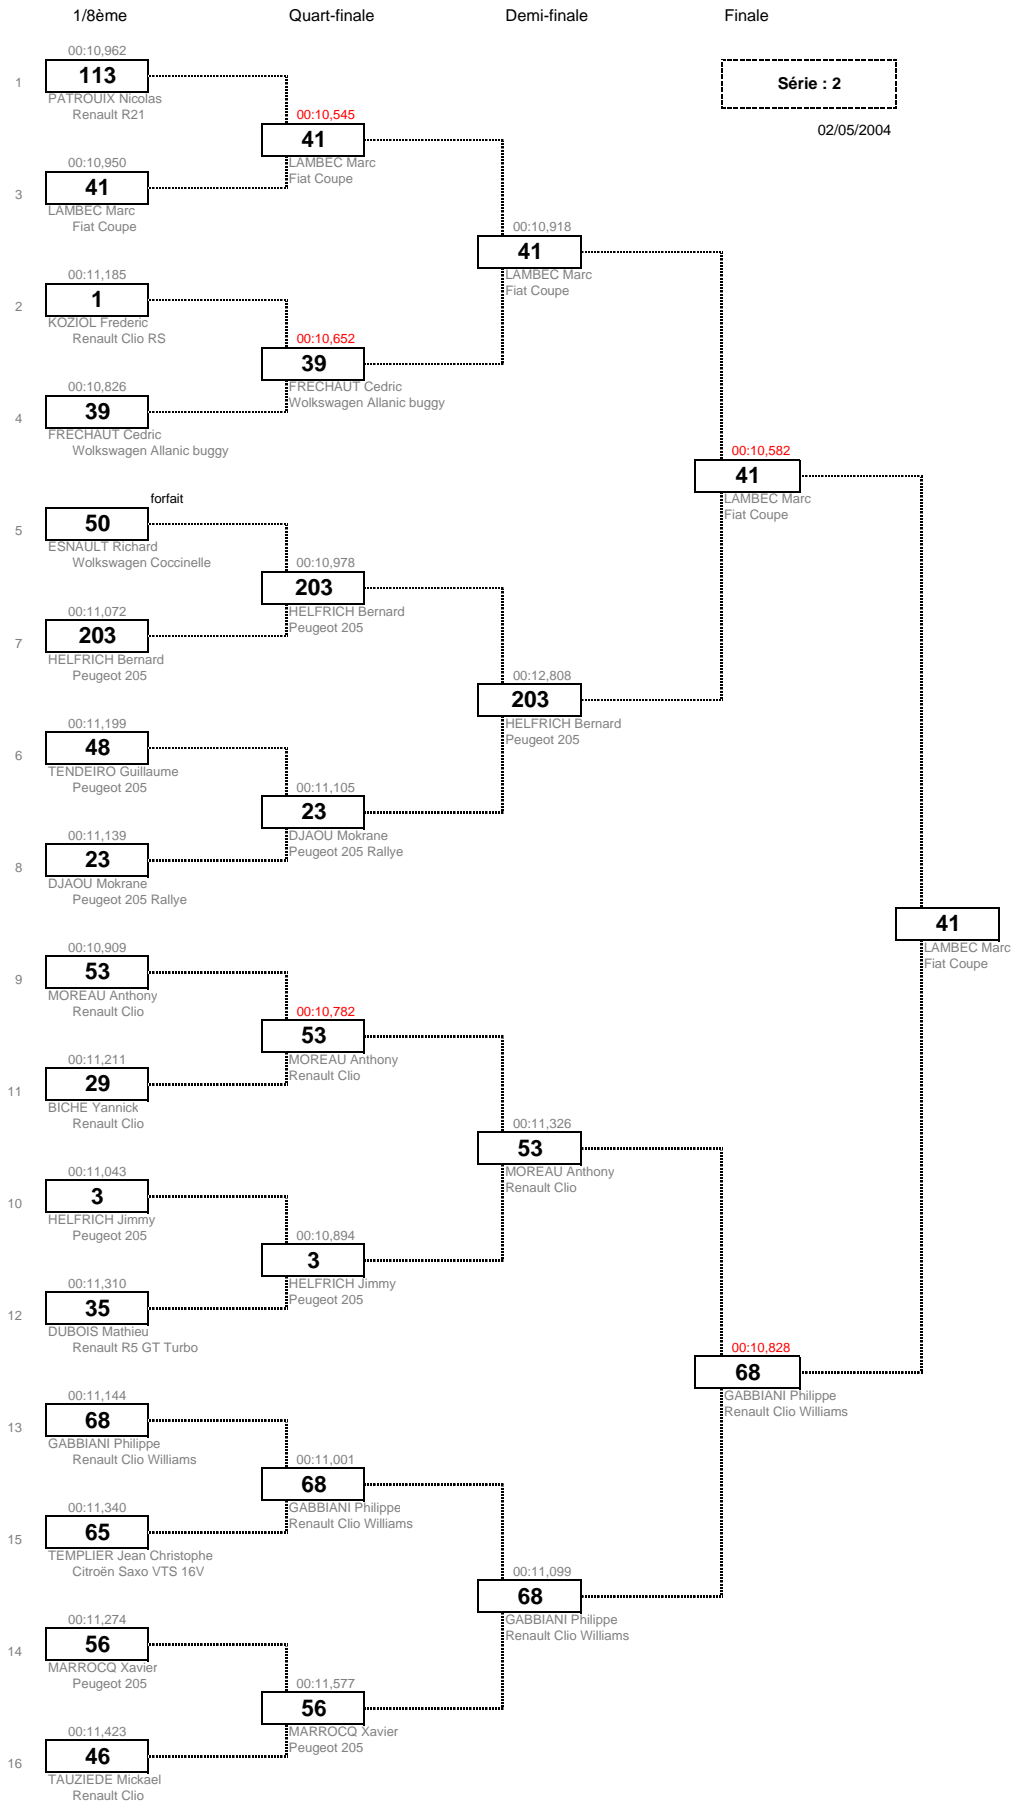 1/8ème
Quart-finale
Demi-finale
Finale
Série : 2
02/05/2004
00:10,962
1
113
PATROUIX Nicolas
Renault R21
00:10,545
41
LAMBEC Marc
Fiat Coupe
00:10,950
3
41
LAMBEC Marc
Fiat Coupe
00:10,918
41
LAMBEC Marc
Fiat Coupe
00:11,185
2
1
KOZIOL Frederic
Renault Clio RS
00:10,652
39
FRECHAUT Cedric
Wolkswagen Allanic buggy
00:10,826
4
39
FRECHAUT Cedric
Wolkswagen Allanic buggy
00:10,582
41
LAMBEC Marc
Fiat Coupe
forfait
5
50
ESNAULT Richard
Wolkswagen Coccinelle
00:10,978
203
HELFRICH Bernard
Peugeot 205
00:11,072
7
203
HELFRICH Bernard
Peugeot 205
00:12,808
203
HELFRICH Bernard
Peugeot 205
00:11,199
6
48
TENDEIRO Guillaume
Peugeot 205
00:11,105
23
DJAOU Mokrane
Peugeot 205 Rallye
00:11,139
8
23
DJAOU Mokrane
Peugeot 205 Rallye
41
LAMBEC Marc
Fiat Coupe
00:10,909
9
53
MOREAU Anthony
Renault Clio
00:10,782
53
MOREAU Anthony
Renault Clio
00:11,211
11
29
BICHE Yannick
Renault Clio
00:11,326
53
MOREAU Anthony
Renault Clio
00:11,043
10
3
HELFRICH Jimmy
Peugeot 205
00:10,894
3
HELFRICH Jimmy
Peugeot 205
00:11,310
12
35
DUBOIS Mathieu
Renault R5 GT Turbo
00:10,828
68
GABBIANI Philippe
Renault Clio Williams
00:11,144
13
68
GABBIANI Philippe
Renault Clio Williams
00:11,001
68
GABBIANI Philippe
Renault Clio Williams
00:11,340
15
65
TEMPLIER Jean Christophe
Citroën Saxo VTS 16V
00:11,099
68
GABBIANI Philippe
Renault Clio Williams
00:11,274
14
56
MARROCQ Xavier
Peugeot 205
00:11,577
56
MARROCQ Xavier
Peugeot 205
00:11,423
16
46
TAUZIEDE Mickael
Renault Clio